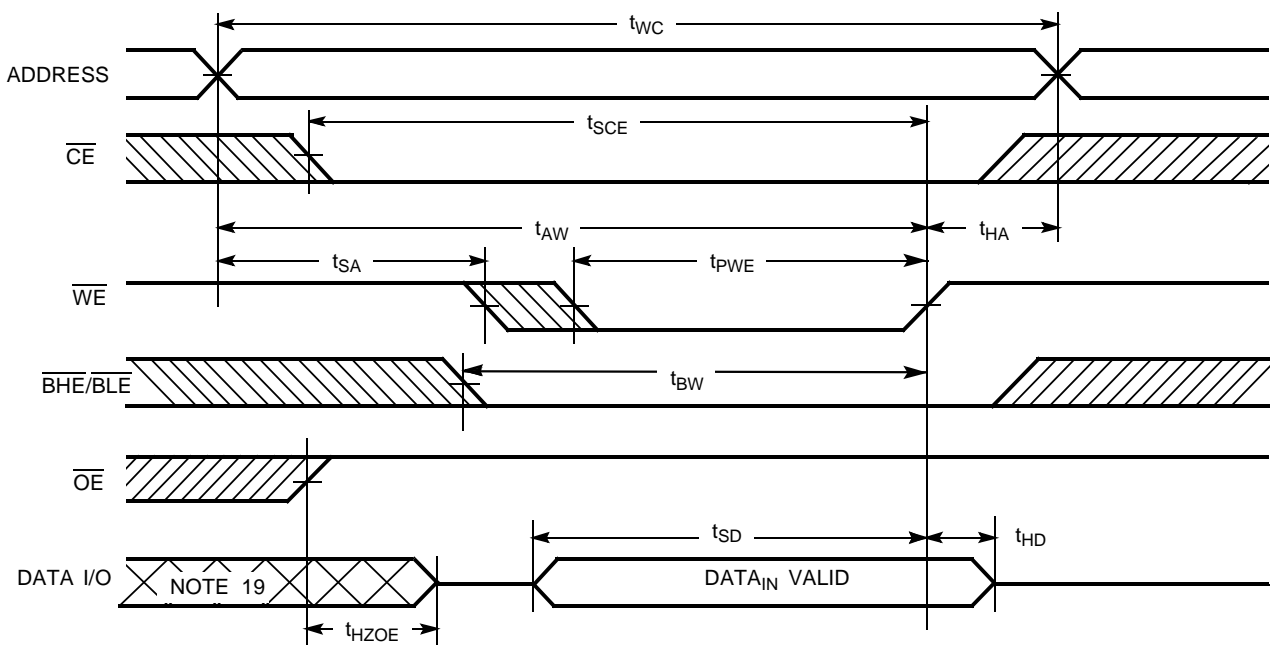 tWC
ADDRESS
tSCE
CE
tAW
tHA
tSA
tPWE
WE
BHE/BLE
tBW
OE
tSD
tHD
DATA I/O
NOTE 19
DATAIN VALID
tHZOE